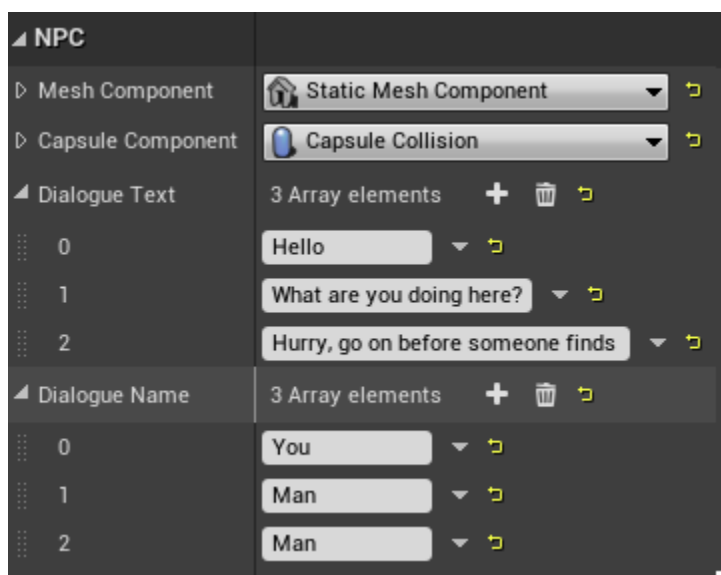 NPC
Mesh Component Static Mesh Component
Capsule Component Capsule Collision
Dialogue Text 3 Array elements
0 Hello
1 What are you doing here?
2 Hurry, go on before someone finds
Dialogue Name 3 Array elements
0 You
1 Man
2 Man